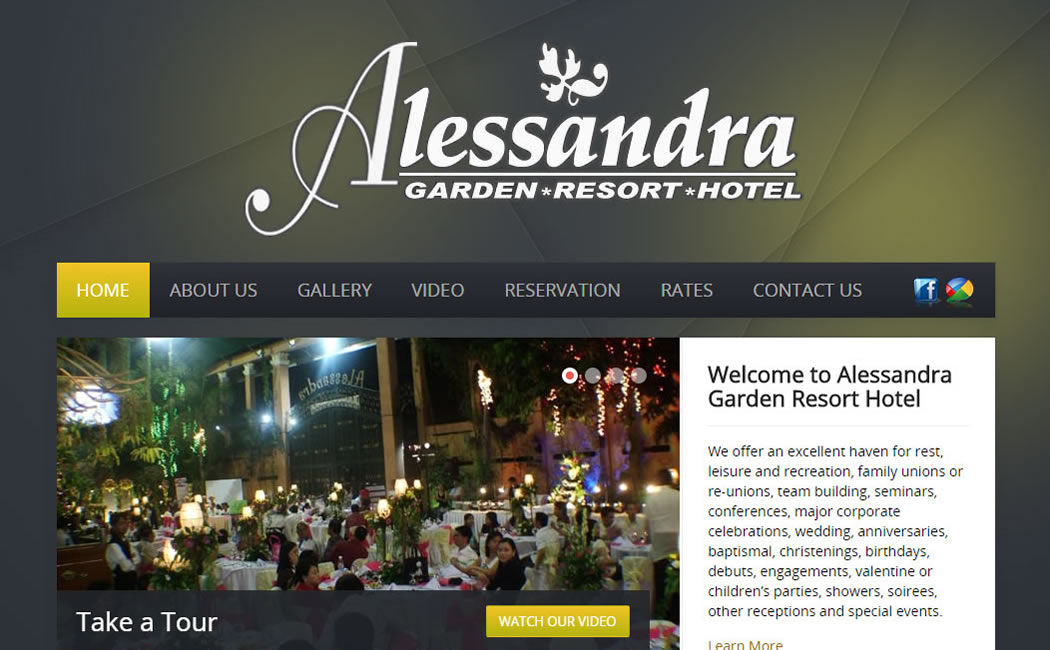 Alessandra
GARDEN*RESORT*HOTEL
HOME
ABOUT US
GALLERY
VIDEO
RESERVATION
RATES
CONTACT US
f
Alessandra
Welcome to Alessandra
Garden Resort Hotel
We offer an excellent haven for rest,
leisure and recreation, family unions or
re-unions, team building, seminars,
conferences, major corporate
celebrations, wedding, anniversaries,
baptismal, christenings, birthdays,
debuts, engagements, valentine or
children's parties, showers, soirees,
other receptions and special events.
Learn More
Take a Tour
WATCH OUR VIDEO